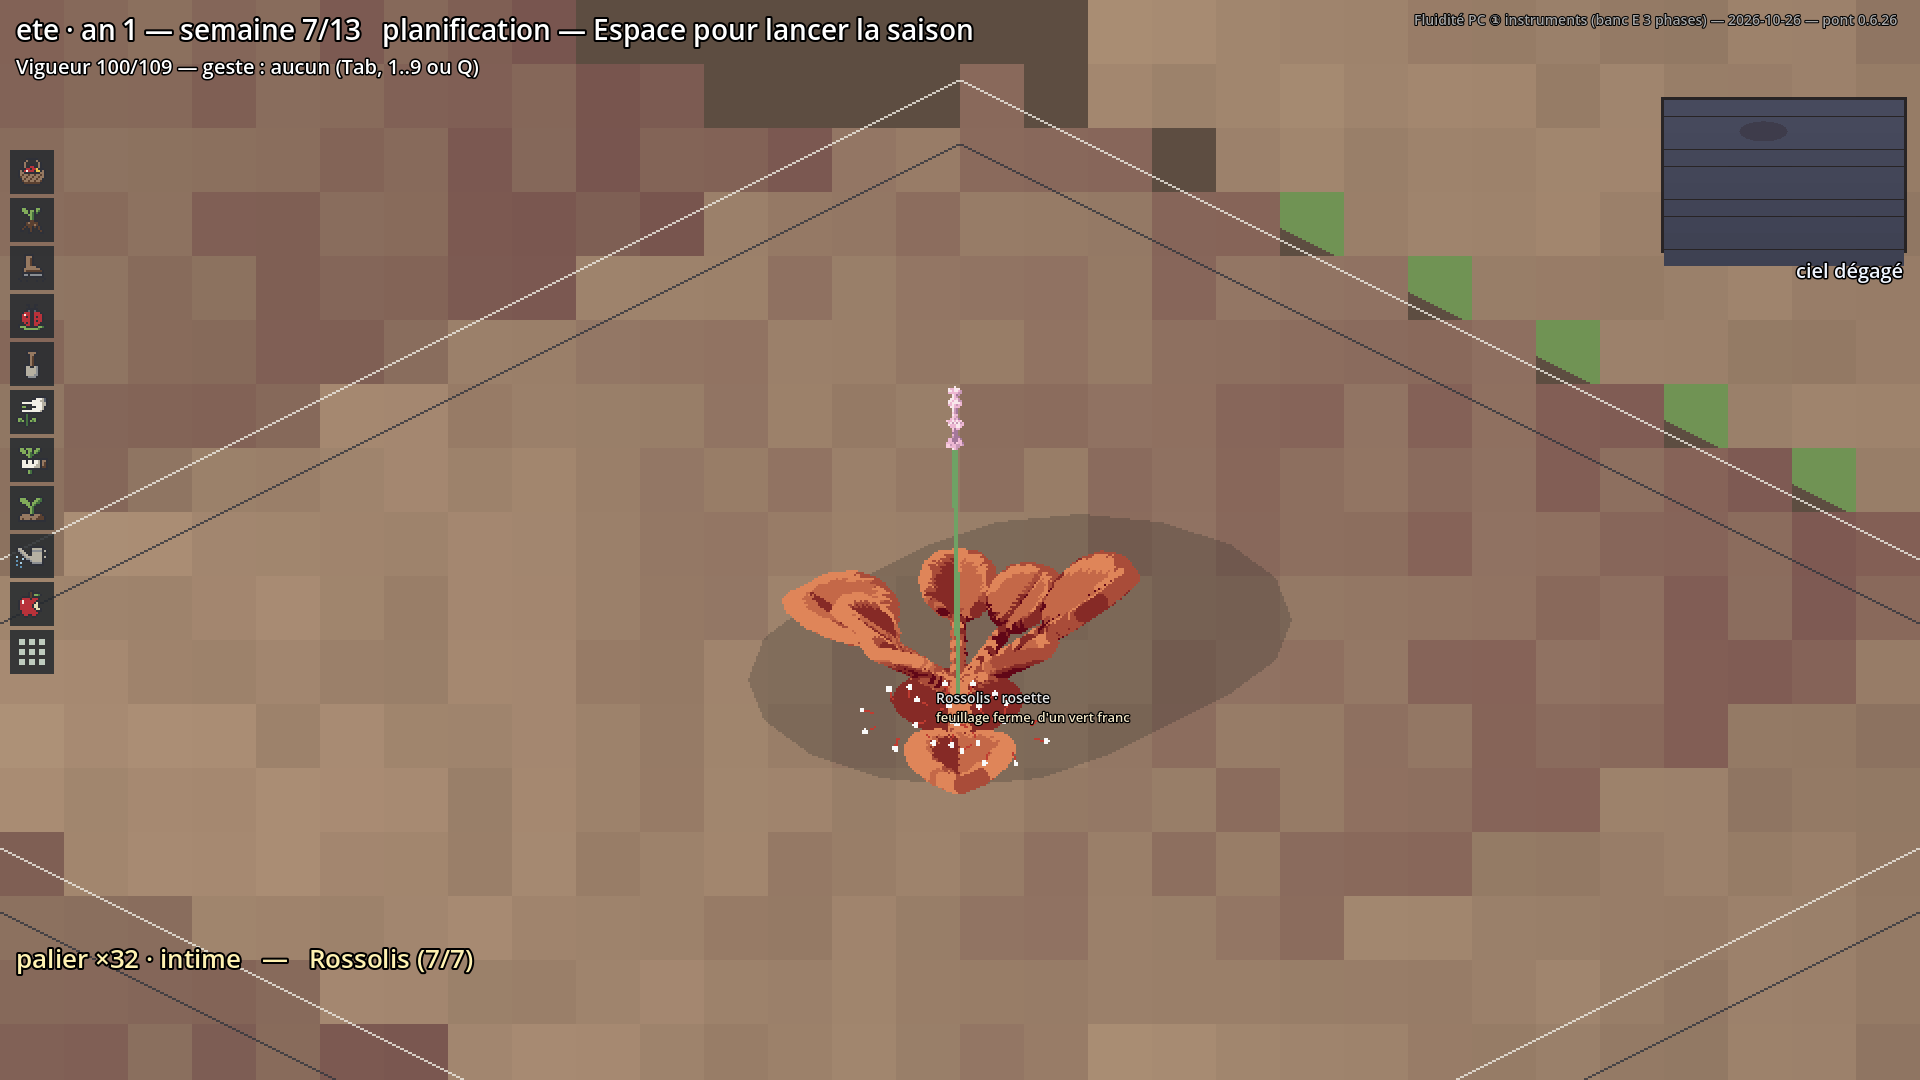 ete · an 1 — semaine 7/13   planification — Espace pour lancer la saison
Vigueur 100/109 — geste : aucun (Tab, 1..9 ou Q)
Fluidité PC ① instruments (banc E 3 phases) — 2026-10-26 — pont 0.6.26
ciel dégagé
Rossolis · rosette
feuillage ferme, d'un vert franc
palier ×32 · intime   —   Rossolis (7/7)